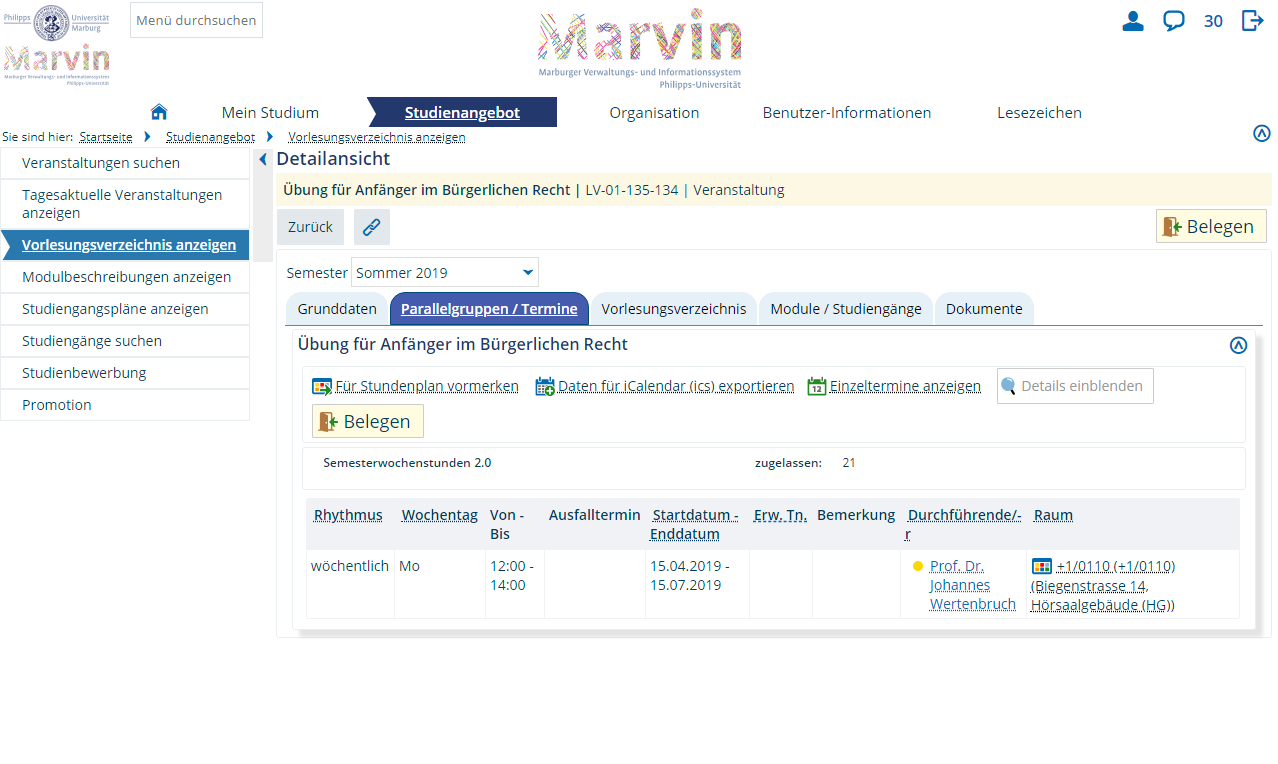 Philipps Universität
Marburg
Marvin
Marburger Verwaltungs- und Informationssystem
Philipps-Universität
Menü durchsuchen
Marvin
Marburger Verwaltungs- und Informationssystem
Philipps-Universität
30
Mein Studium Studienangebot Organisation Benutzer-Informationen Lesezeichen
Sie sind hier: Startseite Studienangebot Vorlesungsverzeichnis anzeigen
Veranstaltungen suchen
Tagesaktuelle Veranstaltungen
anzeigen
Vorlesungsverzeichnis anzeigen
Modulbeschreibungen anzeigen
Studiengangspläne anzeigen
Studiengänge suchen
Studienbewerbung
Promotion
Detailansicht
Übung für Anfänger im Bürgerlichen Recht | LV-01-135-134 | Veranstaltung
Zurück
Belegen
Semester Sommer 2019
Grunddaten Parallelgruppen / Termine Vorlesungsverzeichnis Module / Studiengänge Dokumente
Übung für Anfänger im Bürgerlichen Recht
Für Stundenplan vormerken Daten für iCalendar (ics) exportieren 12 Einzeltermine anzeigen Details einblenden
Belegen
Semesterwochenstunden 2.0 zugelassen: 21
Rhythmus Wochentag Von - Ausfalltermin Startdatum - Erw. Tn. Bemerkung Durchführende/- Raum
Bis Enddatum r
wöchentlich Mo 12:00 - 15.04.2019 - Prof. Dr. +1/0110 (+1/0110)
14:00 15.07.2019 Johannes (Biegenstrasse 14,
Wertenbruch Hörsaalgebäude (HG))